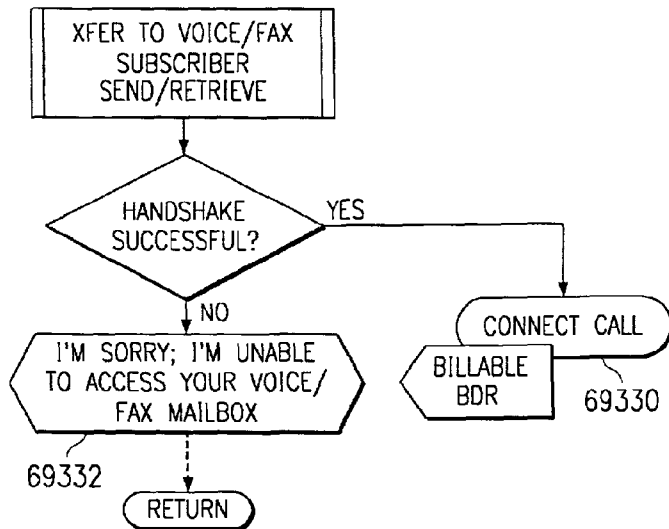 XFER TO VOICE/FAX
SUBSCRIBER
SEND/RETRIEVE
HANDSHAKE
SUCCESSFUL?
YES
NO
I'M SORRY; I'M UNABLE
TO ACCESS YOUR VOICE/
FAX MAILBOX
69332
RETURN
CONNECT CALL
BILLABLE
BDR
69330